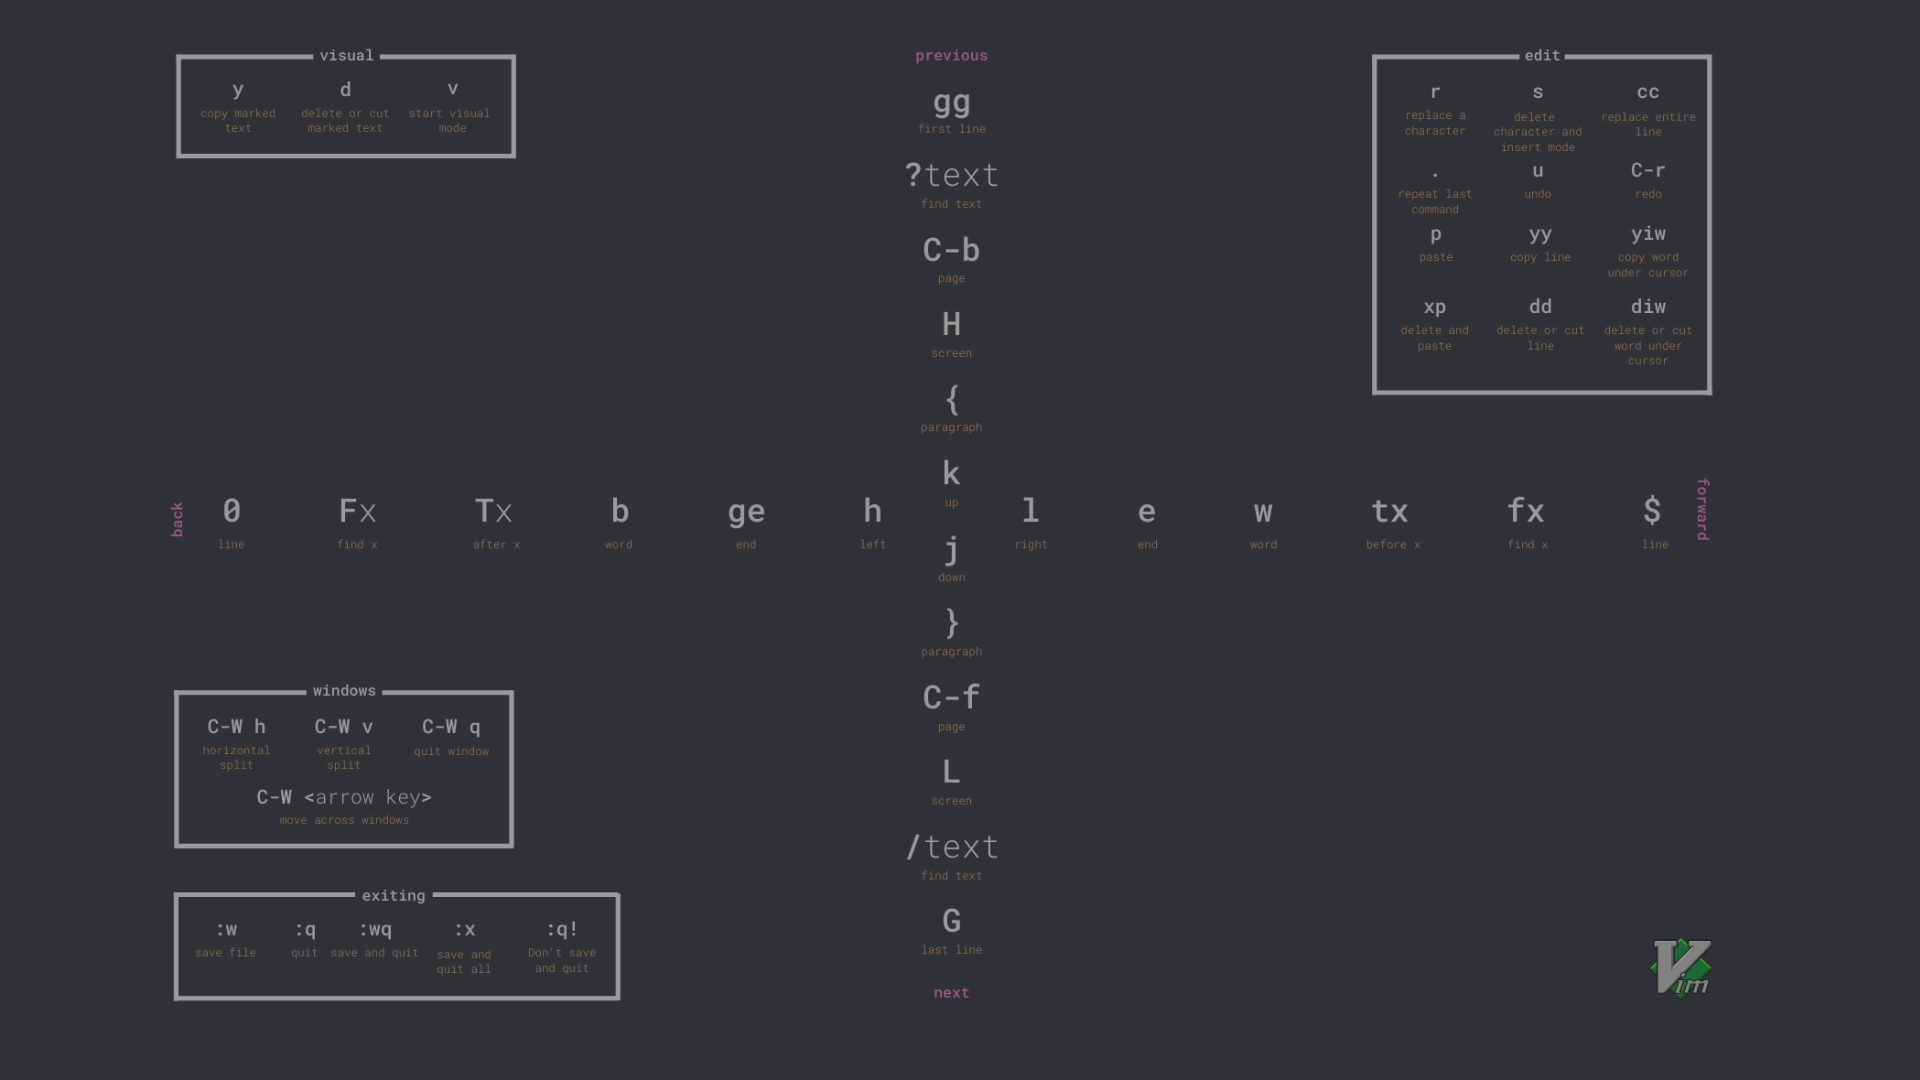 visual
y d v
copy marked delete or cut start visual
text marked text mode
previous
gg
first line
?text
find text
C-b
page
H
screen
{
paragraph
k
up
edit
r s cc
replace a delete replace entire
character character and line
insert mode
. u C-r
repeat last undo redo
command
p yy yiw
paste copy line copy word
under cursor
xp dd diw
delete and delete or cut delete or cut
paste line word under
cursor
back
0 Fx Tx b ge h l e w tx fx $
line find x after x word end left right end word before x find x line
forward
j
down
}
paragraph
C-f
page
L
screen
/text
find text
G
last line
next
windows
C-W h C-W v C-W q
horizontal vertical quit window
split split
C-W <arrow key>
move across windows
exiting
:w :q :wq :x :q!
save file quit save and quit save and Don't save
quit all and quit
Vim